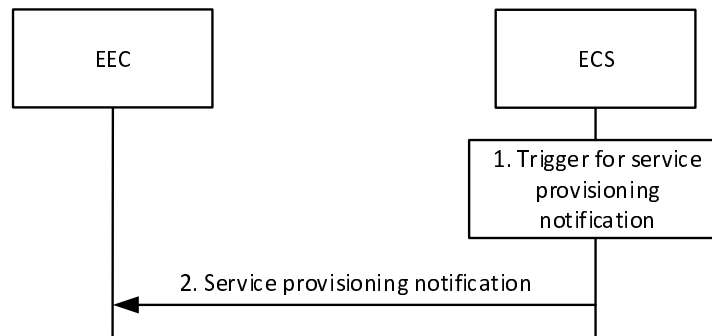 EEC
ECS
1. Trigger for service
provisioning
notification
2. Service provisioning notification